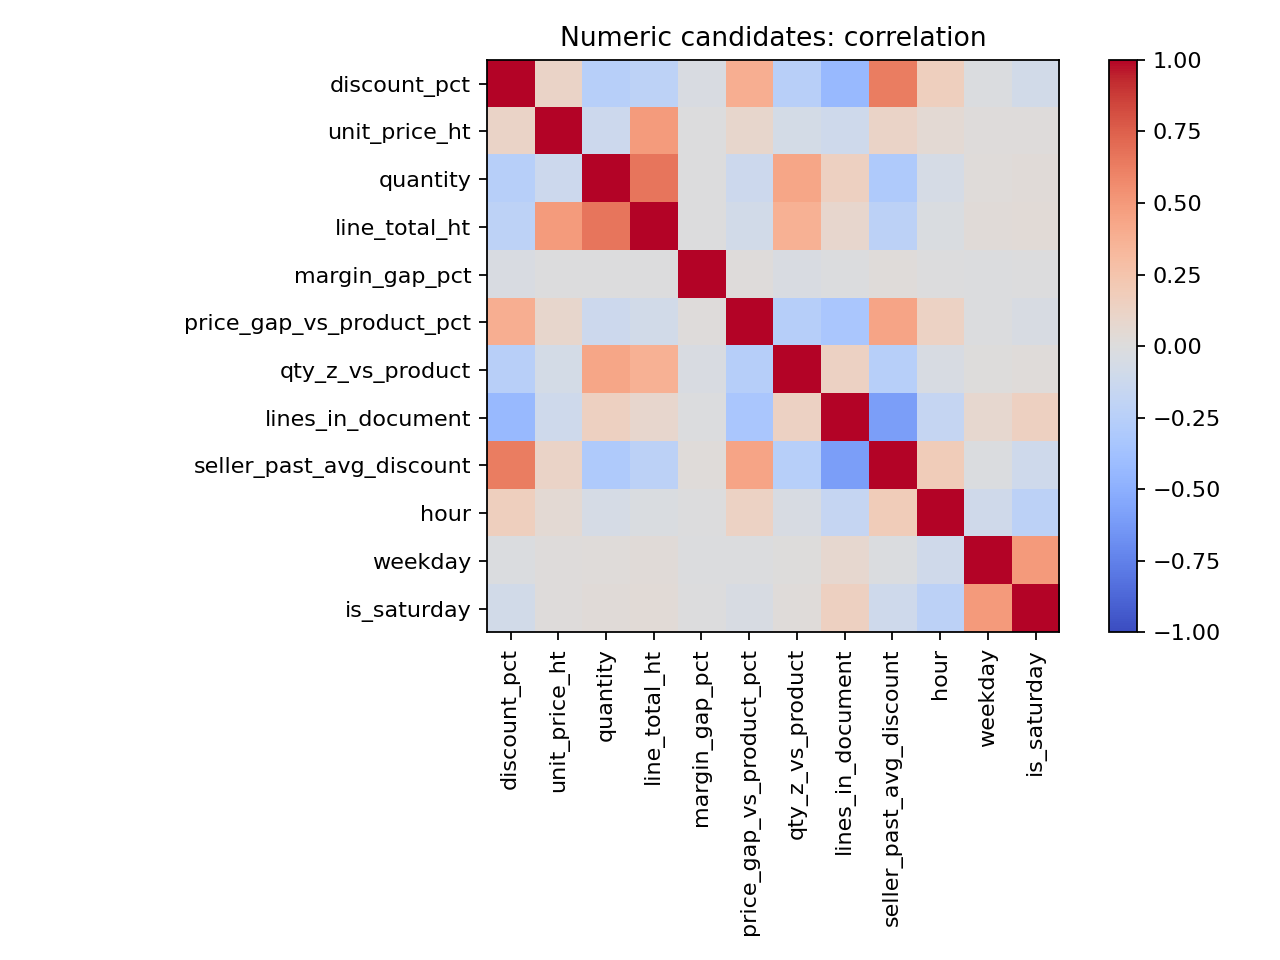 Numeric candidates: correlation
discount_pct
unit_price_ht
quantity
line_total_ht
margin_gap_pct
price_gap_vs_product_pct
qty_z_vs_product
lines_in_document
seller_past_avg_discount
hour
weekday
is_saturday
discount_pct
unit_price_ht
quantity
line_total_ht
margin_gap_pct
price_gap_vs_product_pct
qty_z_vs_product
lines_in_document
seller_past_avg_discount
hour
weekday
is_saturday
1.00
0.75
0.50
0.25
0.00
−0.25
−0.50
−0.75
−1.00